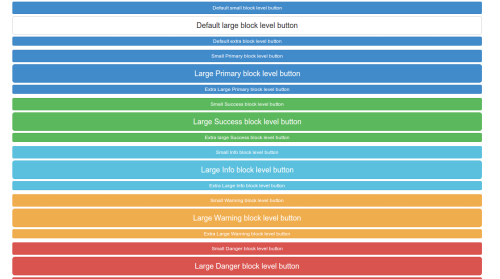 Default small block level button
Default large block level button
Default extra block level button
Small Primary block level button
Large Primary block level button
Extra Large Primary block level button
Small Success block level button
Large Success block level button
Extra large Success block level button
Small Info block level button
Large Info block level button
Extra Large Info block level button
Small Warning block level button
Large Warning block level button
Extra Large Warning block level button
Small Danger block level button
Large Danger block level button